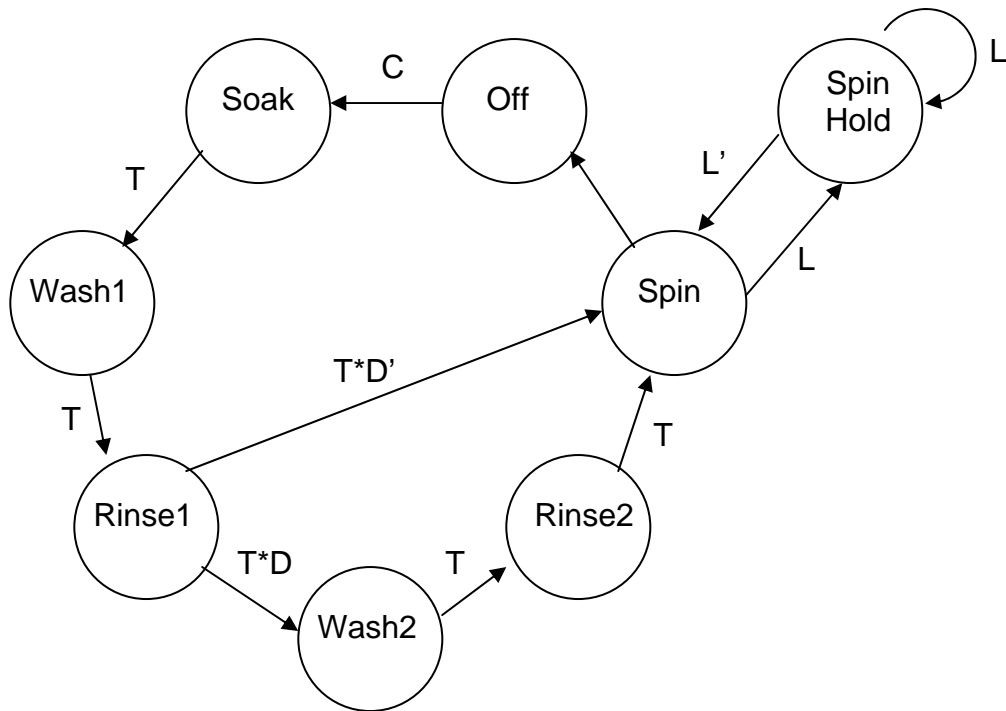 C
Soak
Off
Spin
Hold
L
T
L’
Wash1
Spin
L
T*D’
T
T
Rinse1
Rinse2
T*D
T
Wash2